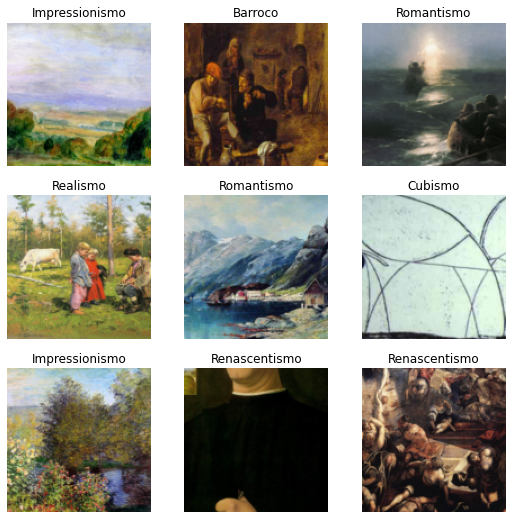 Impressionismo
Barroco
Romantismo
Realismo
Romantismo
Cubismo
Impressionismo
Renascentismo
Renascentismo